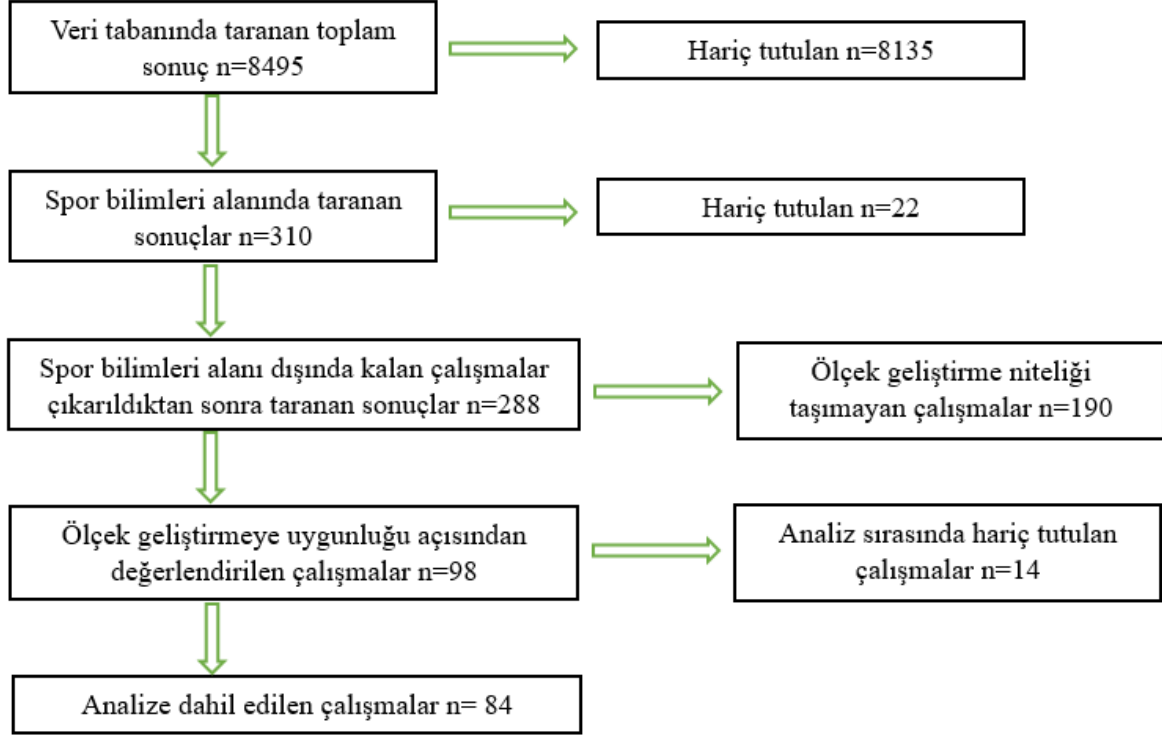 Veri tabanında taranan toplam
sonuç n=8495
Hariç tutulan n=8135
Spor bilimleri alanında taranan
sonuçlar n=310
Hariç tutulan n=22
Spor bilimleri alanı dışında kalan çalışmalar
çıkarıldıktan sonra taranan sonuçlar n=288
Ölçek geliştirme niteliği
taşımayan çalışmalar n=190
Ölçek geliştirmeye uygunluğu açısından
değerlendirilen çalışmalar n=98
Analiz sırasında hariç tutulan
çalışmalar n=14
Analize dahil edilen çalışmalar n= 84